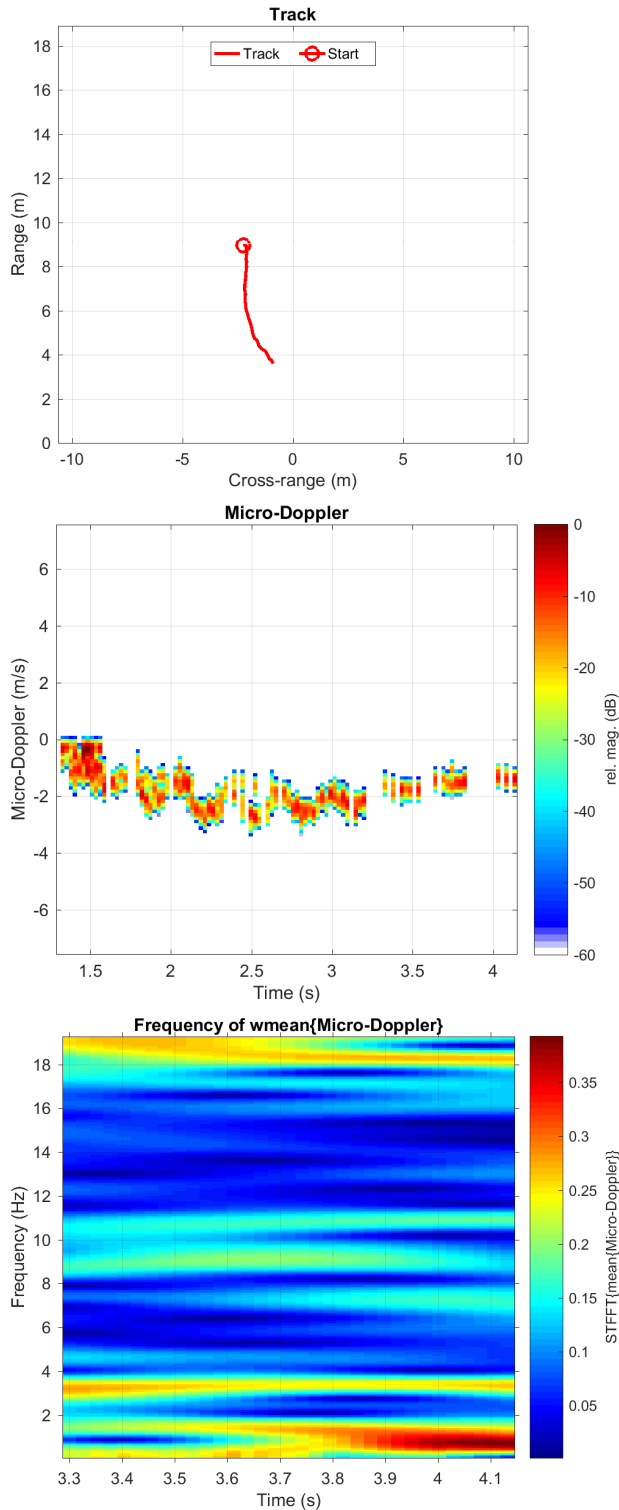 Track
Track Start
18
16
14
12
10
8
6
4
2
0
Range (m)
-10 -5 0 5 10
Cross-range (m)
Micro-Doppler
6
4
2
0
-2
-4
-6
Micro-Doppler (m/s)
1.5 2 2.5 3 3.5 4
Time (s)
0
-10
-20
-30
-40
-50
-60
rel. mag. (dB)
Frequency of wmean{Micro-Doppler}
18
16
14
12
10
8
6
4
2
Frequency (Hz)
3.3 3.4 3.5 3.6 3.7 3.8 3.9 4 4.1
Time (s)
0.35
0.3
0.25
0.2
0.15
0.1
0.05
STFFT{mean{Micro-Doppler}}